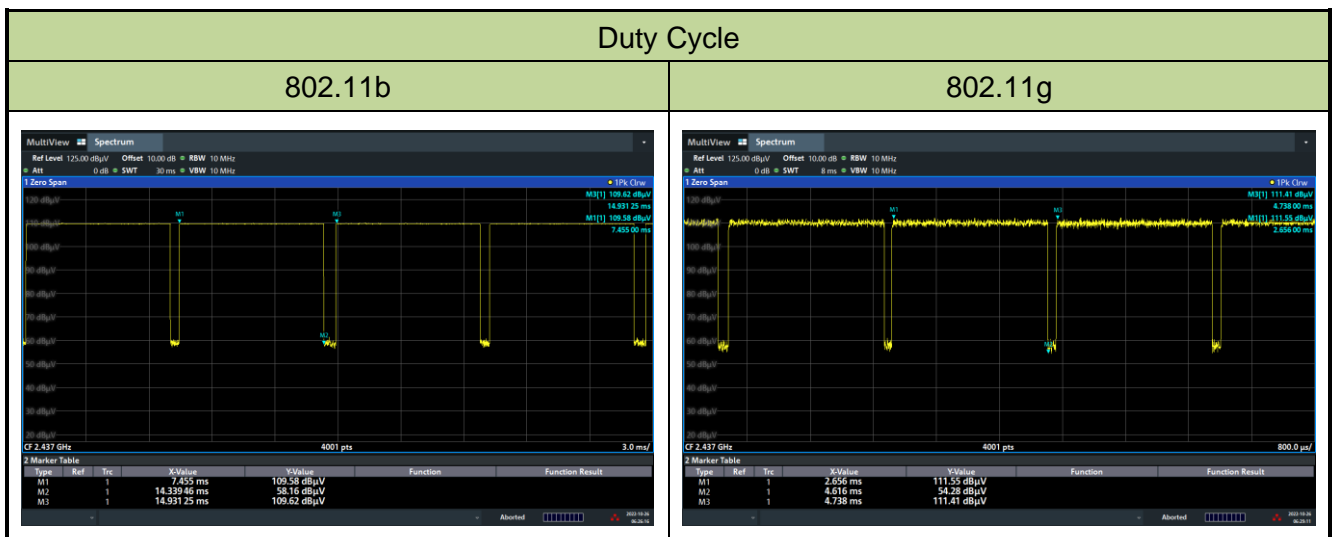 Duty Cycle
802.11b
802.11g
MultiView Spectrum
Ref Level 125.00 dBµV Offset 10.00 dB RBW 10 MHz
Att 0 dB SWT 30 ms VBW 10 MHz
1 Zero Span 1Pk Clrw
M3[1] 109.62 dBµV
120 dBµV
14.931 25 ms
M1 M3
M1[1] 109.58 dBµV
110 dBµV
7.455 00 ms
100 dBµV
90 dBµV
80 dBµV
70 dBµV
M2
60 dBµV
50 dBµV
40 dBµV
30 dBµV
20 dBµV
CF 2.437 GHz 4001 pts 3.0 ms/
2 Marker Table
Type Ref Trc X-Value Y-Value Function Function Result
M1 1 7.455 ms 109.58 dBµV
M2 1 14.339 46 ms 58.16 dBµV
M3 1 14.931 25 ms 109.62 dBµV
Aborted 2022-10-26
06:26:16
MultiView Spectrum
Ref Level 125.00 dBµV Offset 10.00 dB RBW 10 MHz
Att 0 dB SWT 8 ms VBW 10 MHz
1 Zero Span 1Pk Clrw
M3[1] 111.41 dBµV
120 dBµV
4.738 00 ms
M1 M3
M1[1] 111.55 dBµV
2.656 00 ms
100 dBµV
90 dBµV
80 dBµV
70 dBµV
60 dBµV
50 dBµV
40 dBµV
30 dBµV
20 dBµV
CF 2.437 GHz 4001 pts 800.0 µs/
2 Marker Table
Type Ref Trc X-Value Y-Value Function Function Result
M1 1 2.656 ms 111.55 dBµV
M2 1 4.616 ms 54.28 dBµV
M3 1 4.738 ms 111.41 dBµV
Aborted 2022-10-26